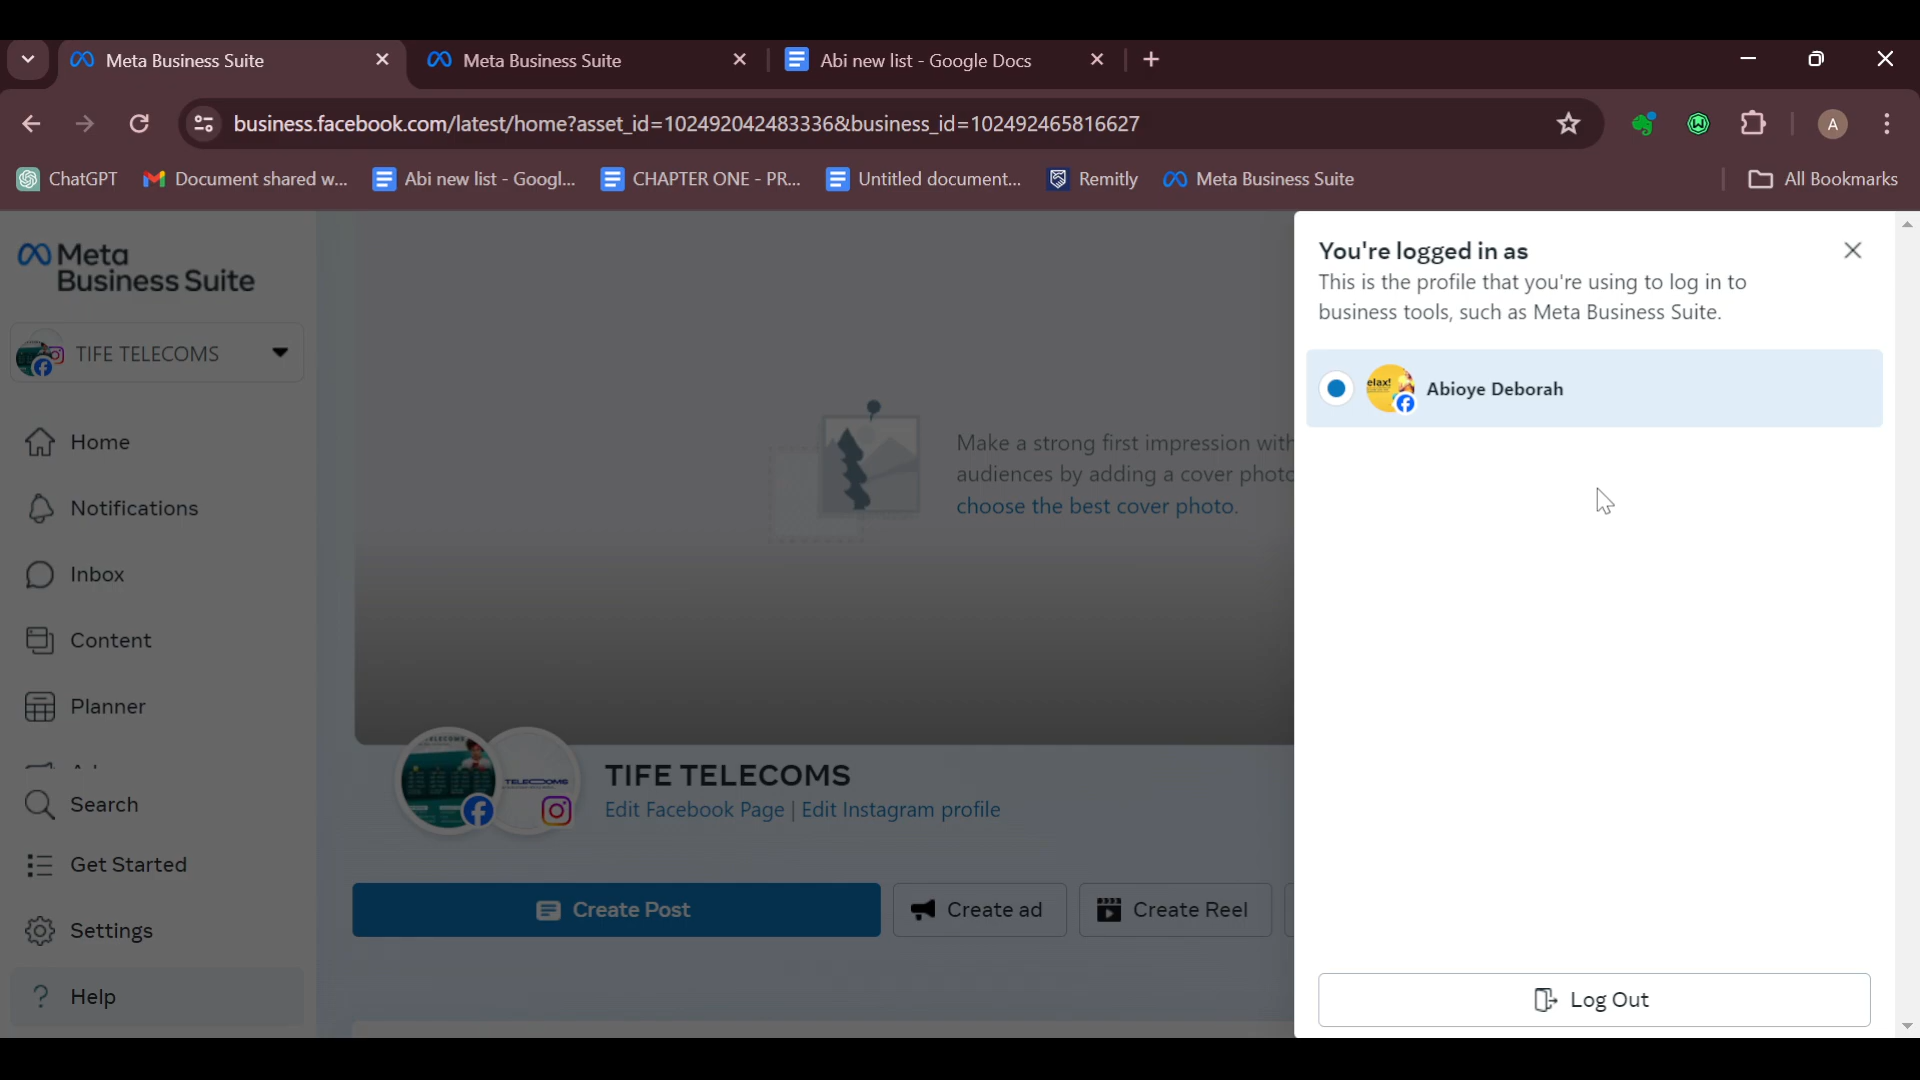 Meta Business Suite
Meta Business Suite
Abi new list - Google Docs
business.facebook.com/latest/home?asset_id=102492042483336&business_id=102492465816627
A
ChatGPT
Document shared w...
Abi new list - Googl...
CHAPTER ONE - PR...
Untitled document...
Remitly
Meta Business Suite
All Bookmarks
Meta
Business Suite
TIFE TELECOMS
Home
Notifications
Inbox
Content
Planner
Search
Get Started
Settings
? Help
Make a strong first impression with
audiences by adding a cover photo
choose the best cover photo.
TELECOMS
TIFE TELECOMS
Edit Facebook Page | Edit Instagram profile
Create Post
Create ad
Create Reel
You're logged in as
This is the profile that you're using to log in to
business tools, such as Meta Business Suite.
elax!
Abioye Deborah
Log Out